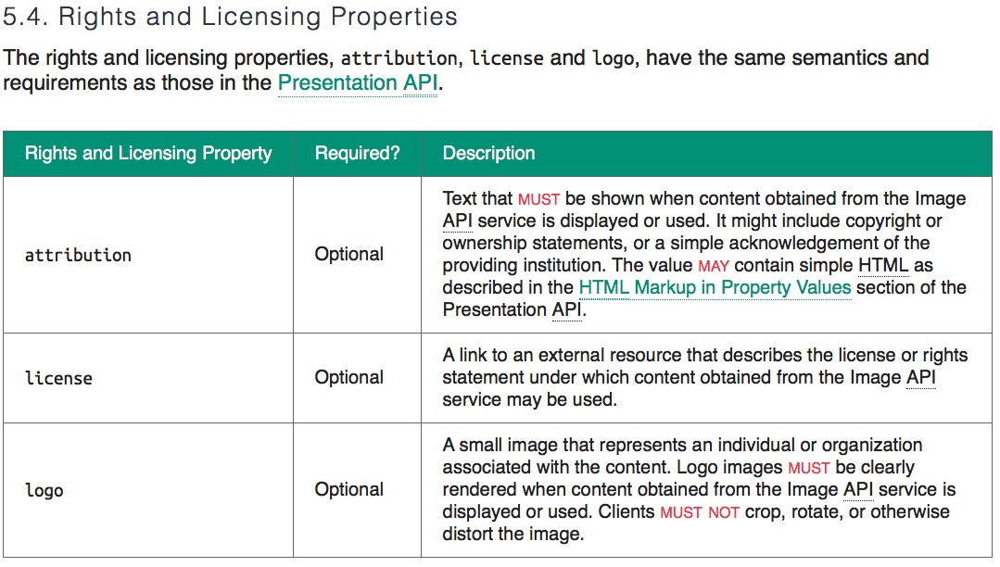 5.4. Rights and Licensing Properties
The rights and licensing properties, attribution, license and logo, have the same semantics and
requirements as those in the Presentation API.
Rights and Licensing Property Required? Description
attribution Optional
Text that MUST be shown when content obtained from the Image
API service is displayed or used. It might include copyright or
ownership statements, or a simple acknowledgement of the
providing institution. The value MAY contain simple HTML as
described in the HTML Markup in Property Values section of the
Presentation API.
license Optional
A link to an external resource that describes the license or rights
statement under which content obtained from the Image API
service may be used.
logo Optional
A small image that represents an individual or organization
associated with the content. Logo images MUST be clearly
rendered when content obtained from the Image API service is
displayed or used. Clients MUST NOT crop, rotate, or otherwise
distort the image.